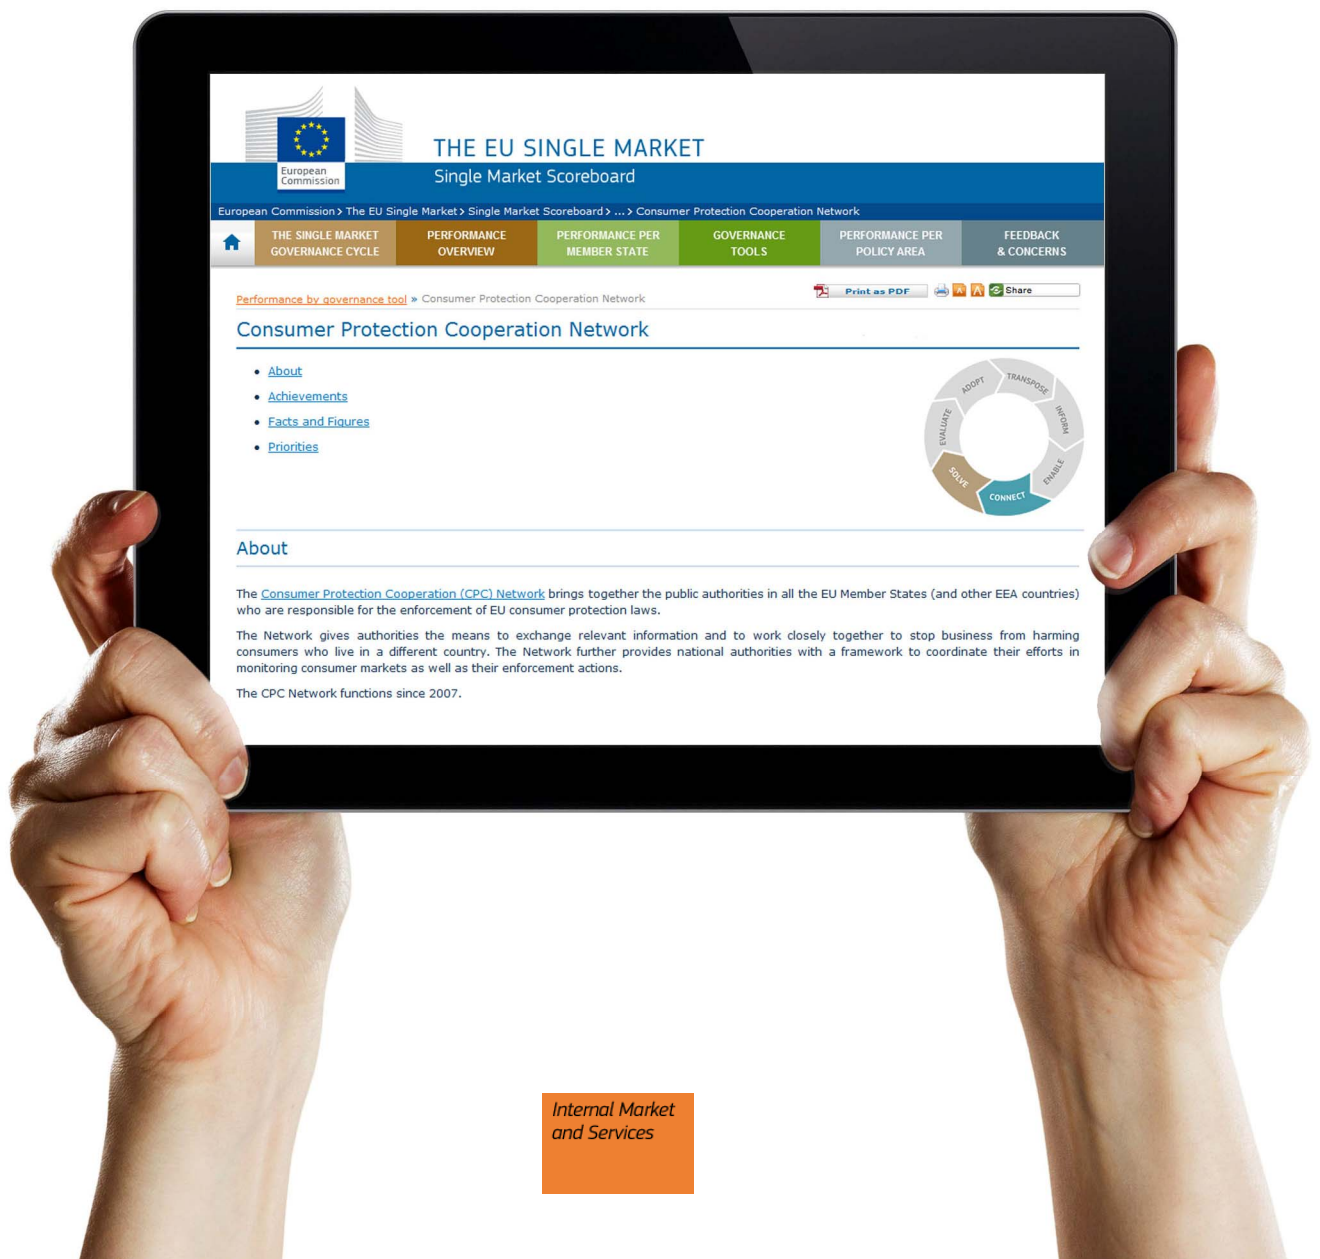 THE EU SINGLE MARKET
European
Commission
Single Market Scoreboard
European Commission > The EU Single Market > Single Market Scoreboard > ... > Consumer Protection Cooperation Network
THE SINGLE MARKET
GOVERNANCE CYCLE
PERFORMANCE
OVERVIEW
PERFORMANCE PER
MEMBER STATE
GOVERNANCE
TOOLS
PERFORMANCE PER
POLICY AREA
FEEDBACK
& CONCERNS
Performance by governance tool » Consumer Protection Cooperation Network
Print as PDF
A A
Share
Consumer Protection Cooperation Network
• About
• Achievements
• Facts and Figures
• Priorities
ADOPT
TRANSPOSE
INFORM
ENABLE
CONNECT
SOLVE
EVALUATE
About
The Consumer Protection Cooperation (CPC) Network brings together the public authorities in all the EU Member States (and other EEA countries)
who are responsible for the enforcement of EU consumer protection laws.
The Network gives authorities the means to exchange relevant information and to work closely together to stop business from harming
consumers who live in a different country. The Network further provides national authorities with a framework to coordinate their efforts in
monitoring consumer markets as well as their enforcement actions.
The CPC Network functions since 2007.
Internal Market
and Services